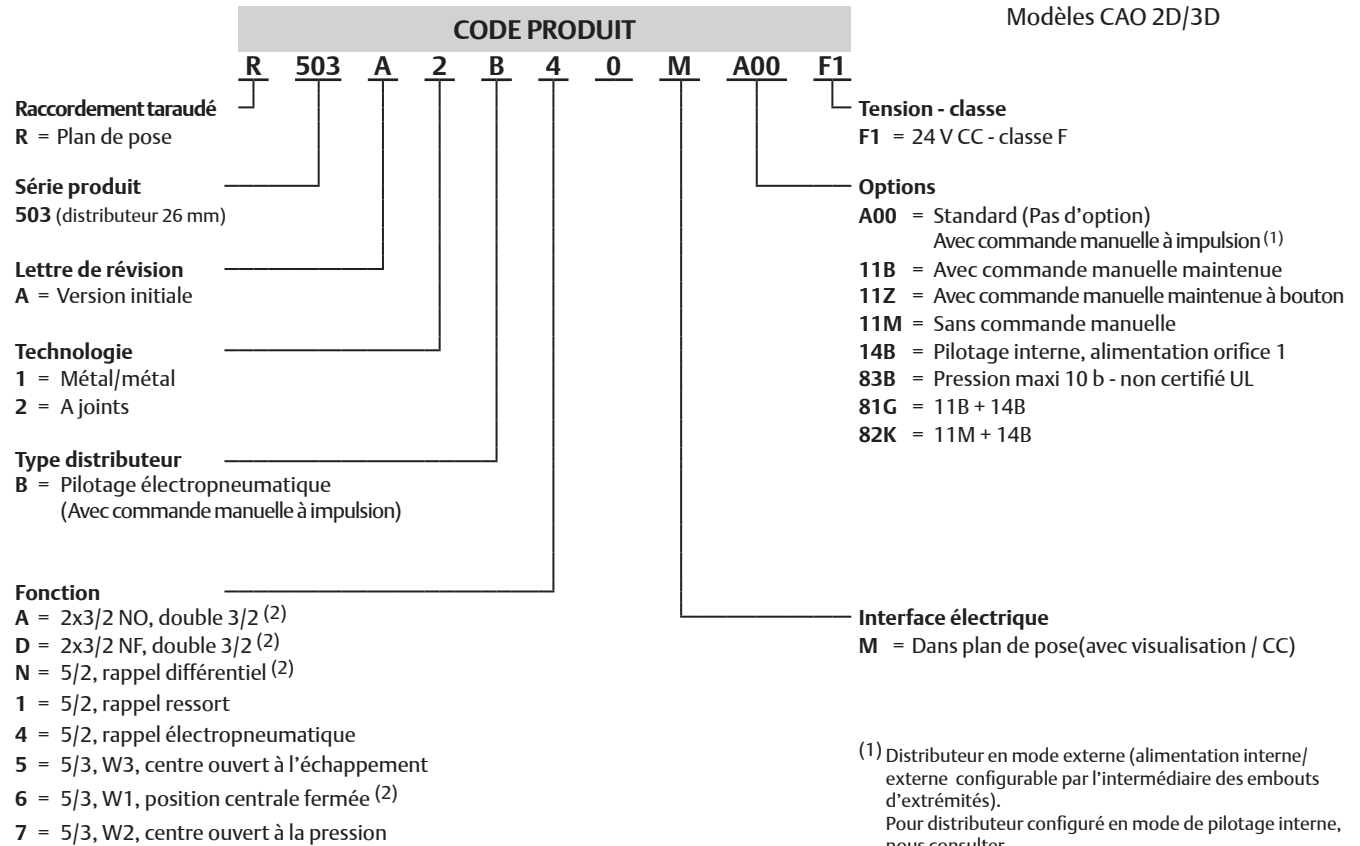 Modèles CAO 2D/3D
CODE PRODUIT
R 503 A 2 B 4 0 M A00 F1
Raccordement taraudé
R = Plan de pose
Série produit
503 (distributeur 26 mm)
Lettre de révision
A = Version initiale
Technologie
1 = Métal/métal
2 = A joints
Type distributeur
B = Pilotage électropneumatique
(Avec commande manuelle à impulsion)
Fonction
A = 2x3/2 NO, double 3/2 (2)
D = 2x3/2 NF, double 3/2 (2)
N = 5/2, rappel différentiel (2)
1 = 5/2, rappel ressort
4 = 5/2, rappel électropneumatique
5 = 5/3, W3, centre ouvert à l'échappement
6 = 5/3, W1, position centrale fermée (2)
7 = 5/3, W2, centre ouvert à la pression
Tension - classe
F1 = 24 V CC - classe F
Options
A00 = Standard (Pas d'option)
Avec commande manuelle à impulsion (1)
11B = Avec commande manuelle maintenue
11Z = Avec commande manuelle maintenue à bouton
11M = Sans commande manuelle
14B = Pilotage interne, alimentation orifice 1
83B = Pression maxi 10 b - non certifié UL
81G = 11B + 14B
82K = 11M + 14B
Interface électrique
M = Dans plan de pose(avec visualisation / CC)
(1) Distributeur en mode externe (alimentation interne/
externe configurable par l'intermédiaire des embouts
d'extrémités).
Pour distributeur configuré en mode de pilotage interne,
nous consulter